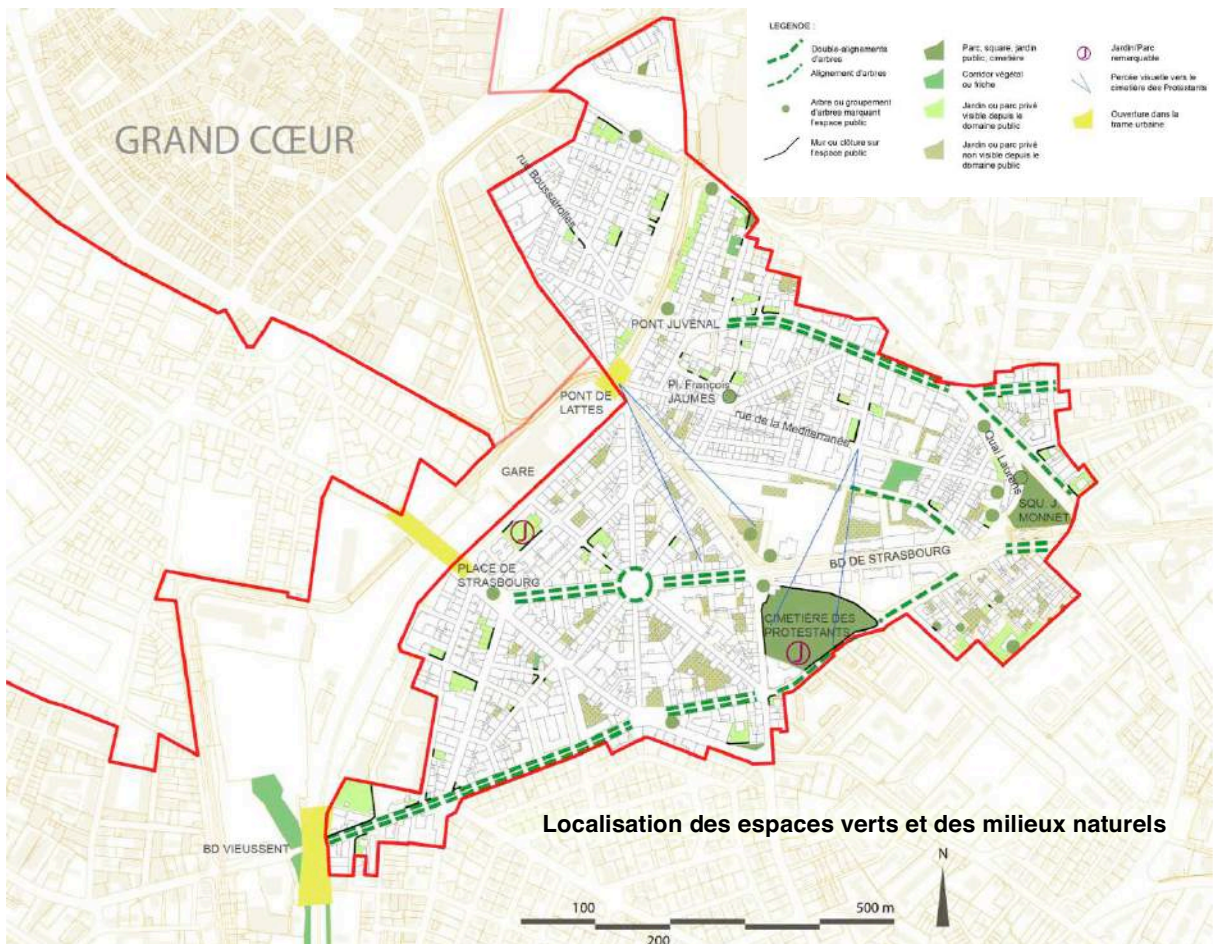 LEGENDE :
Double-alignements
d'arbres
Alignement d'arbres
Arbre ou groupement
d'arbres marquant
l'espace public
Mur ou clôture sur
l'espace public
Parc, square, jardin
public, cimetière
Corridor végétal
ou friche
Jardin ou parc privé
visible depuis le
domaine public
Jardin ou parc privé
non visible depuis le
domaine public
Jardin/Parc
remarquable
Percée visuelle vers le
cimetière des Protestants
Ouverture dans la
trame urbaine
GRAND CŒUR
rue Boussairolles
PONT JUVENAL
Pl. François
JAUMES
PONT DE
LATTES
rue de la Mediterranée
GARE
Quai Laurens
SQU. J.
MONNET
BD DE STRASBOURG
PLACE DE
STRASBOURG
CIMETIÈRE DES
PROTESTANTS
BD VIEUSSENT
Localisation des espaces verts et des milieux naturels
N
100
500 m
200